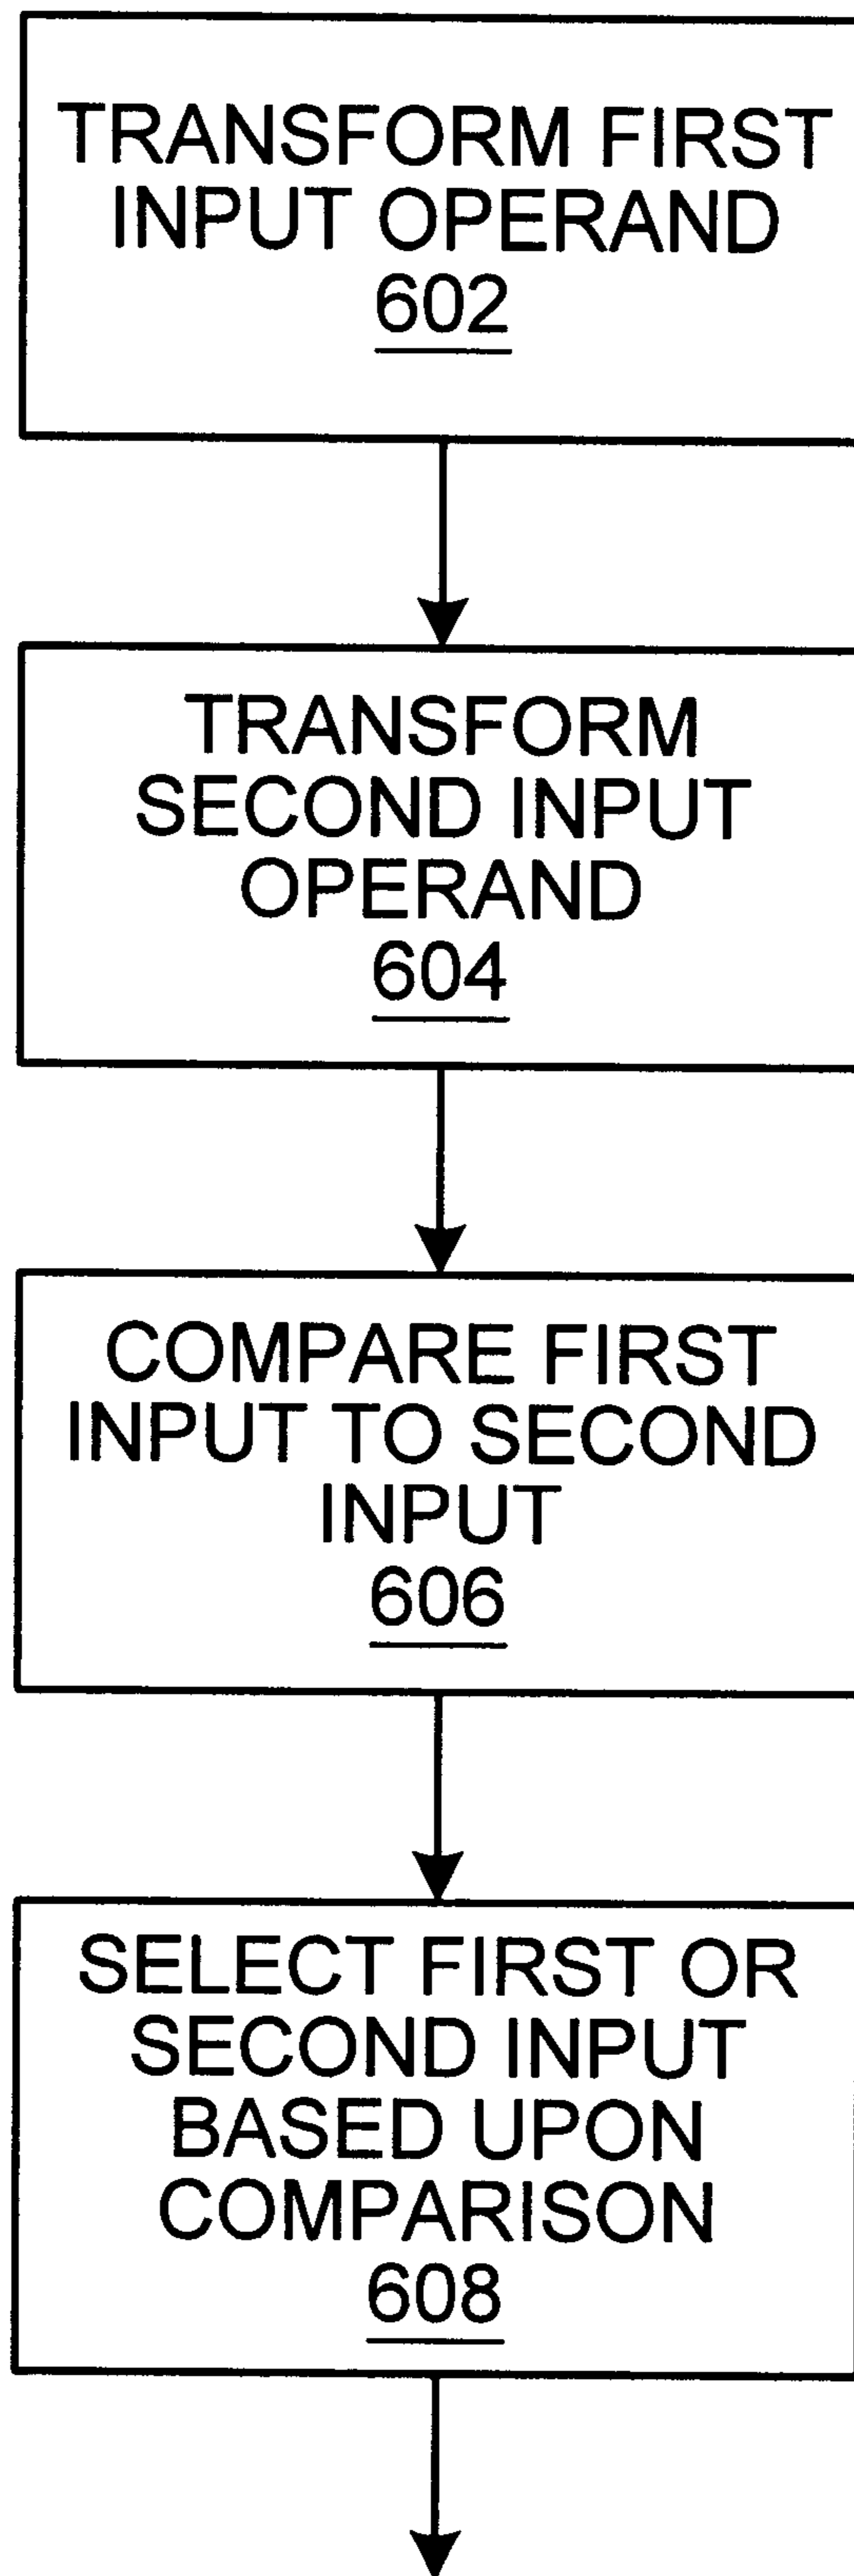 TRANSFORM FIRST
INPUT OPERAND
602
TRANSFORM
SECOND INPUT
OPERAND
604
COMPARE FIRST
INPUT TO SECOND
INPUT
606
SELECT FIRST OR
SECOND INPUT
BASED UPON
COMPARISON
608